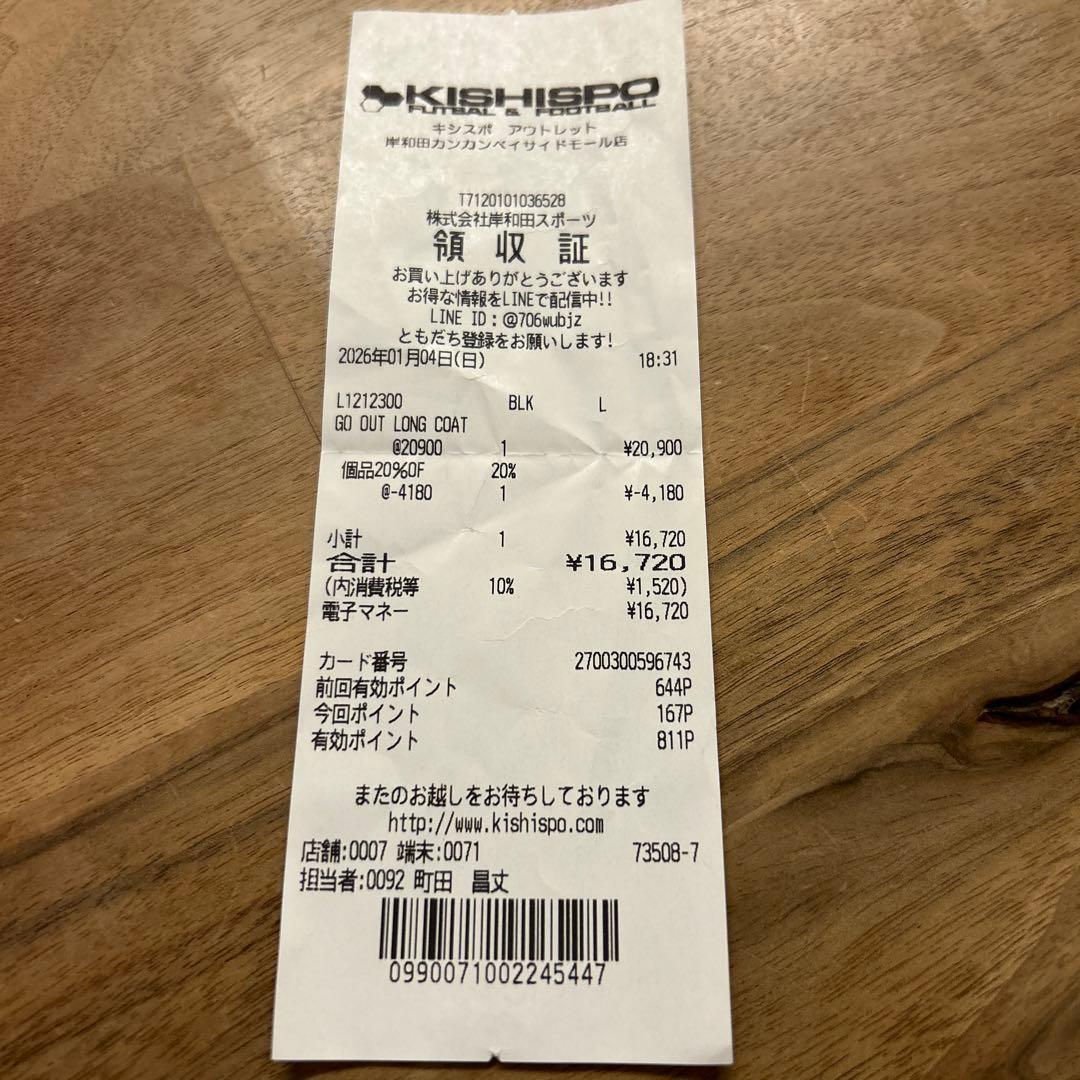 KISHISPO
FUTSAL & FOOTBALL
キシスポ アウトレット
岸和田カンカンベイサイドモール店
T7120101036528
株式会社岸和田スポーツ
領収証
お買い上げありがとうございます
お得な情報をLINEで配信中!!
LINE ID:@706wubjz
ともだち登録をお願いします!
2026年01月04日(日) 18:31
L1212300 BLK L
GO OUT LONG COAT
@20900 1 ¥20,900
個品20%OF 20%
@-4180 1 ¥-4,180
小計 1 ¥16,720
合計 ¥16,720
(内消費税等 10% ¥1,520)
電子マネー ¥16,720
カード番号 2700300596743
前回有効ポイント 644P
今回ポイント 167P
有効ポイント 811P
またのお越しをお待ちしております
http://www.kishispo.com
店舗:0007 端末:0071 73508-7
担当者:0092 町田 昌丈
0990071002245447